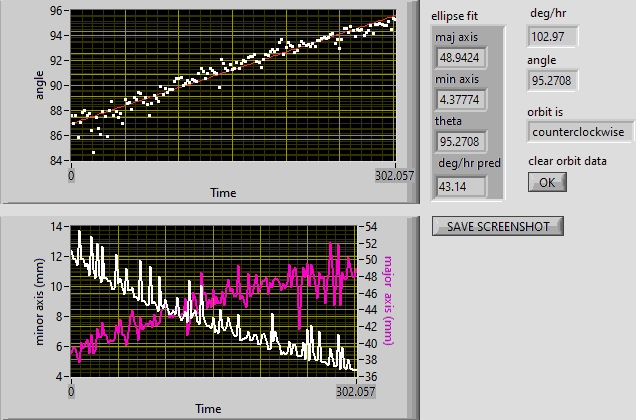 96
94
92
90
88
86
84
angle
0
302.057
Time
ellipse fit
maj axis
48.9424
min axis
4.37774
theta
95.2708
deg/hr pred
43.14
deg/hr
102.97
angle
95.2708
orbit is
counterclockwise
clear orbit data
OK
SAVE SCREENSHOT
14
12
10
8
6
4
minor axis (mm)
54
52
50
48
46
44
42
40
38
36
major axis (mm)
0
302.057
Time